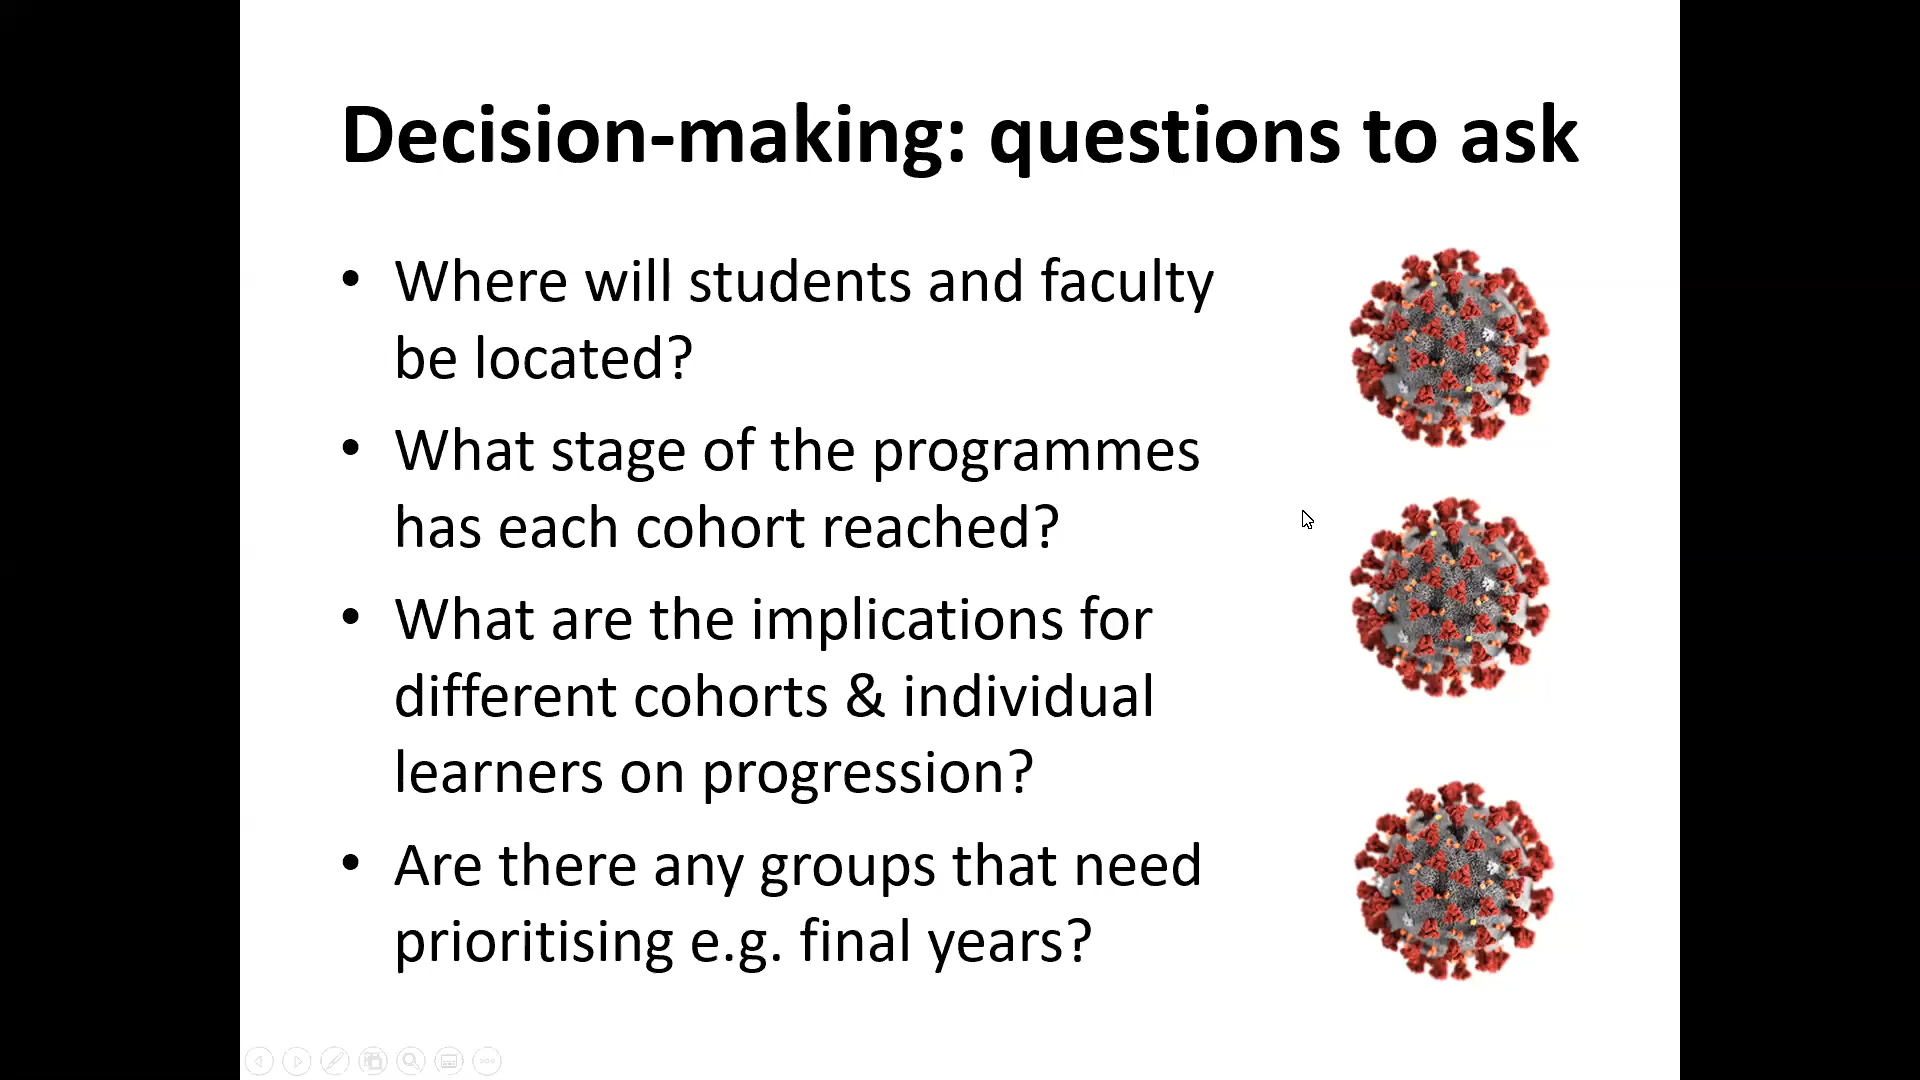 Decision-making: questions to ask
• Where will students and faculty
be located?
• What stage of the programmes
has each cohort reached?
• What are the implications for
different cohorts & individual
learners on progression?
• Are there any groups that need
prioritising e.g. final years?